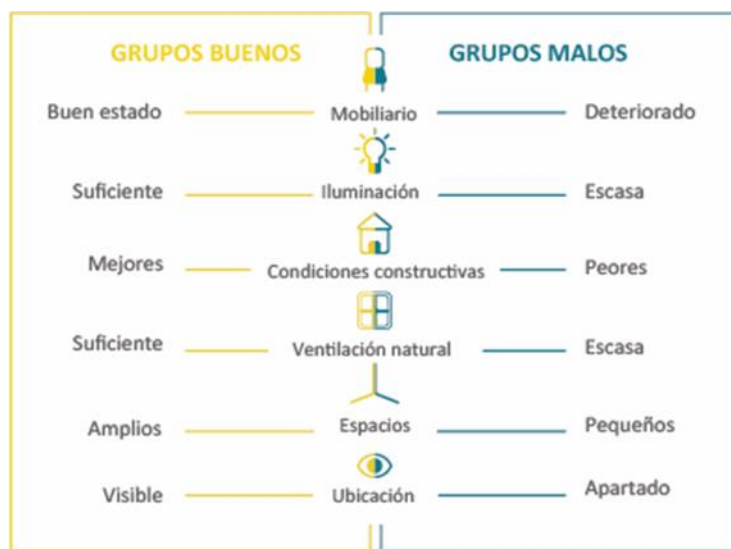 GRUPOS BUENOS GRUPOS MALOS
Buen estado Mobiliario Deteriorado
Suficiente Iluminación Escasa
Mejores Condiciones constructivas Peores
Suficiente Ventilación natural Escasa
Amplios Espacios Pequeños
Visible Ubicación Apartado